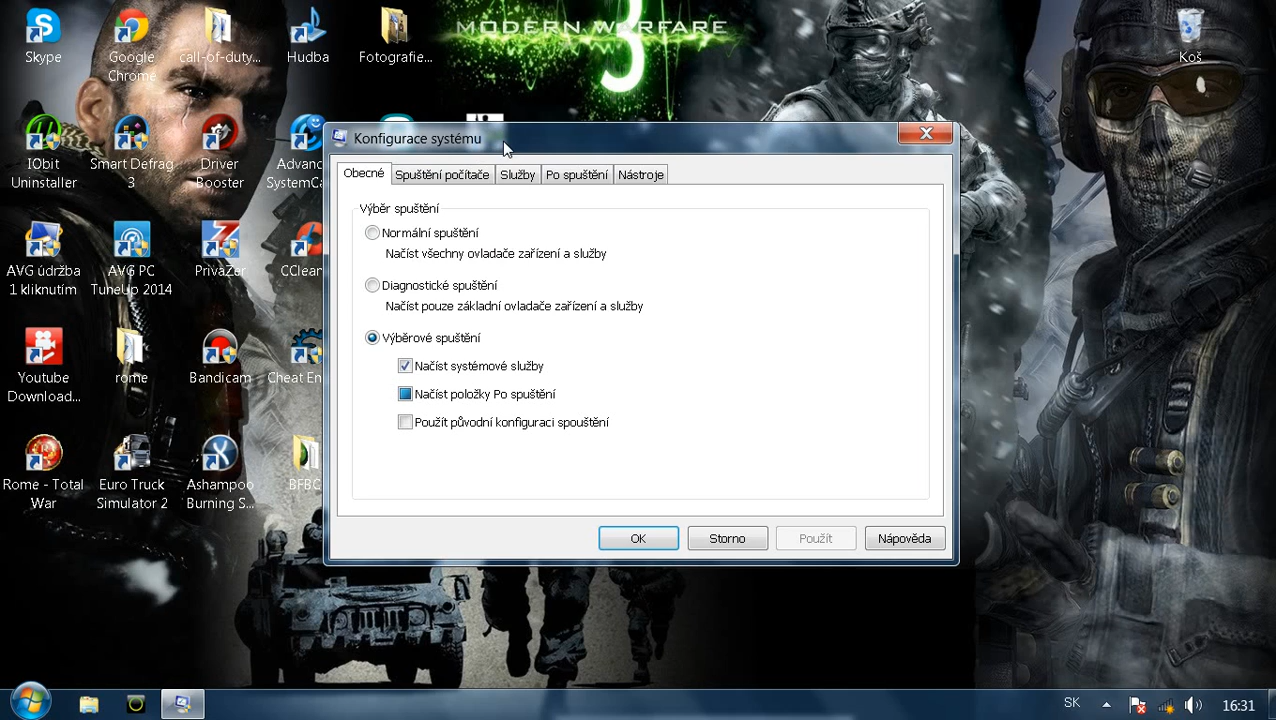 MODERN WARFARE
3
Skype
Google
Chrome
call-of-duty...
Hudba
Fotografie...
Koš
IObit
Uninstaller
Smart Defrag
3
Driver
Booster
Advanc
SystemCa
AVG údržba
1 kliknutím
AVG PC
TuneUp 2014
PrivaZer
CClean
Youtube
Download...
rome
Bandicam
Cheat En
Rome - Total
War
Euro Truck
Simulator 2
Ashampoo
Burning S...
BFBC
Konfigurace systému
Obecné
Spuštění počítače
Služby
Po spuštění
Nástroje
Výběr spuštění
Normální spuštění
Načíst všechny ovladače zařízení a služby
Diagnostické spuštění
Načíst pouze základní ovladače zařízení a služby
Výběrové spuštění
Načíst systémové služby
Načíst položky Po spuštění
Použít původní konfiguraci spouštění
OK
Storno
Použít
Nápověda
SK
16:31